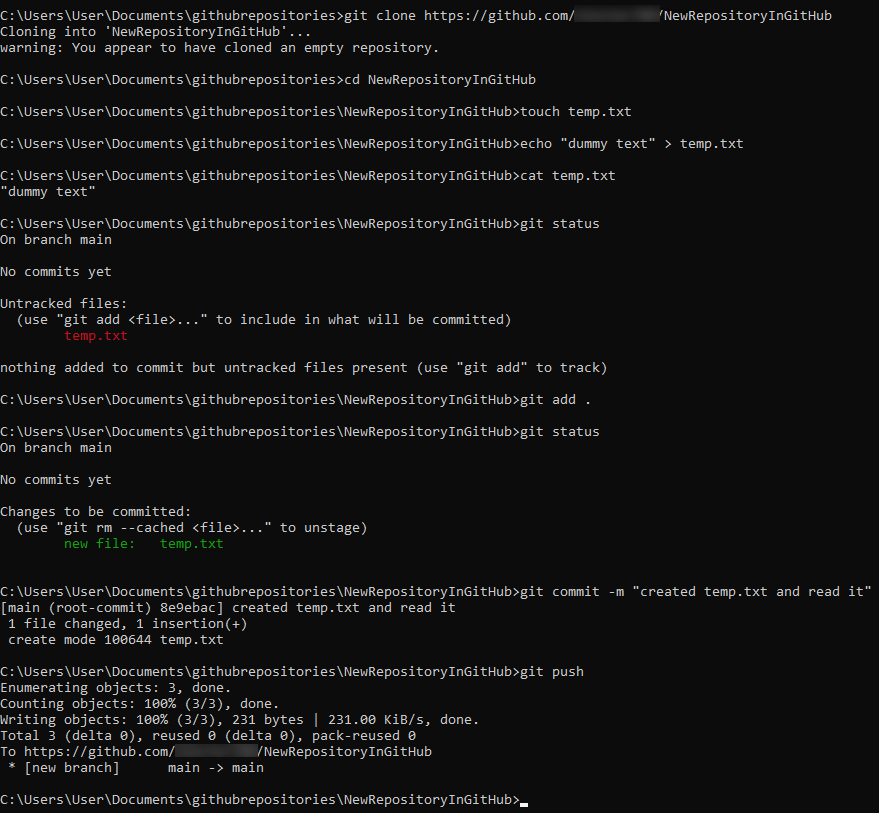 C:\Users\User\Documents\githubrepositories>git clone https://github.com/ /NewRepositoryInGitHub
Cloning into 'NewRepositoryInGitHub'...
warning: You appear to have cloned an empty repository.
C:\Users\User\Documents\githubrepositories>cd NewRepositoryInGitHub
C:\Users\User\Documents\githubrepositories\NewRepositoryInGitHub>touch temp.txt
C:\Users\User\Documents\githubrepositories\NewRepositoryInGitHub>echo "dummy text" > temp.txt
C:\Users\User\Documents\githubrepositories\NewRepositoryInGitHub>cat temp.txt
"dummy text"
C:\Users\User\Documents\githubrepositories\NewRepositoryInGitHub>git status
On branch main
No commits yet
Untracked files:
  (use "git add <file>..." to include in what will be committed)
        temp.txt
nothing added to commit but untracked files present (use "git add" to track)
C:\Users\User\Documents\githubrepositories\NewRepositoryInGitHub>git add .
C:\Users\User\Documents\githubrepositories\NewRepositoryInGitHub>git status
On branch main
No commits yet
Changes to be committed:
  (use "git rm --cached <file>..." to unstage)
        new file:   temp.txt
C:\Users\User\Documents\githubrepositories\NewRepositoryInGitHub>git commit -m "created temp.txt and read it"
[main (root-commit) 8e9ebac] created temp.txt and read it
 1 file changed, 1 insertion(+)
 create mode 100644 temp.txt
C:\Users\User\Documents\githubrepositories\NewRepositoryInGitHub>git push
Enumerating objects: 3, done.
Counting objects: 100% (3/3), done.
Writing objects: 100% (3/3), 231 bytes | 231.00 KiB/s, done.
Total 3 (delta 0), reused 0 (delta 0), pack-reused 0
To https://github.com/ /NewRepositoryInGitHub
 * [new branch]      main -> main
C:\Users\User\Documents\githubrepositories\NewRepositoryInGitHub>